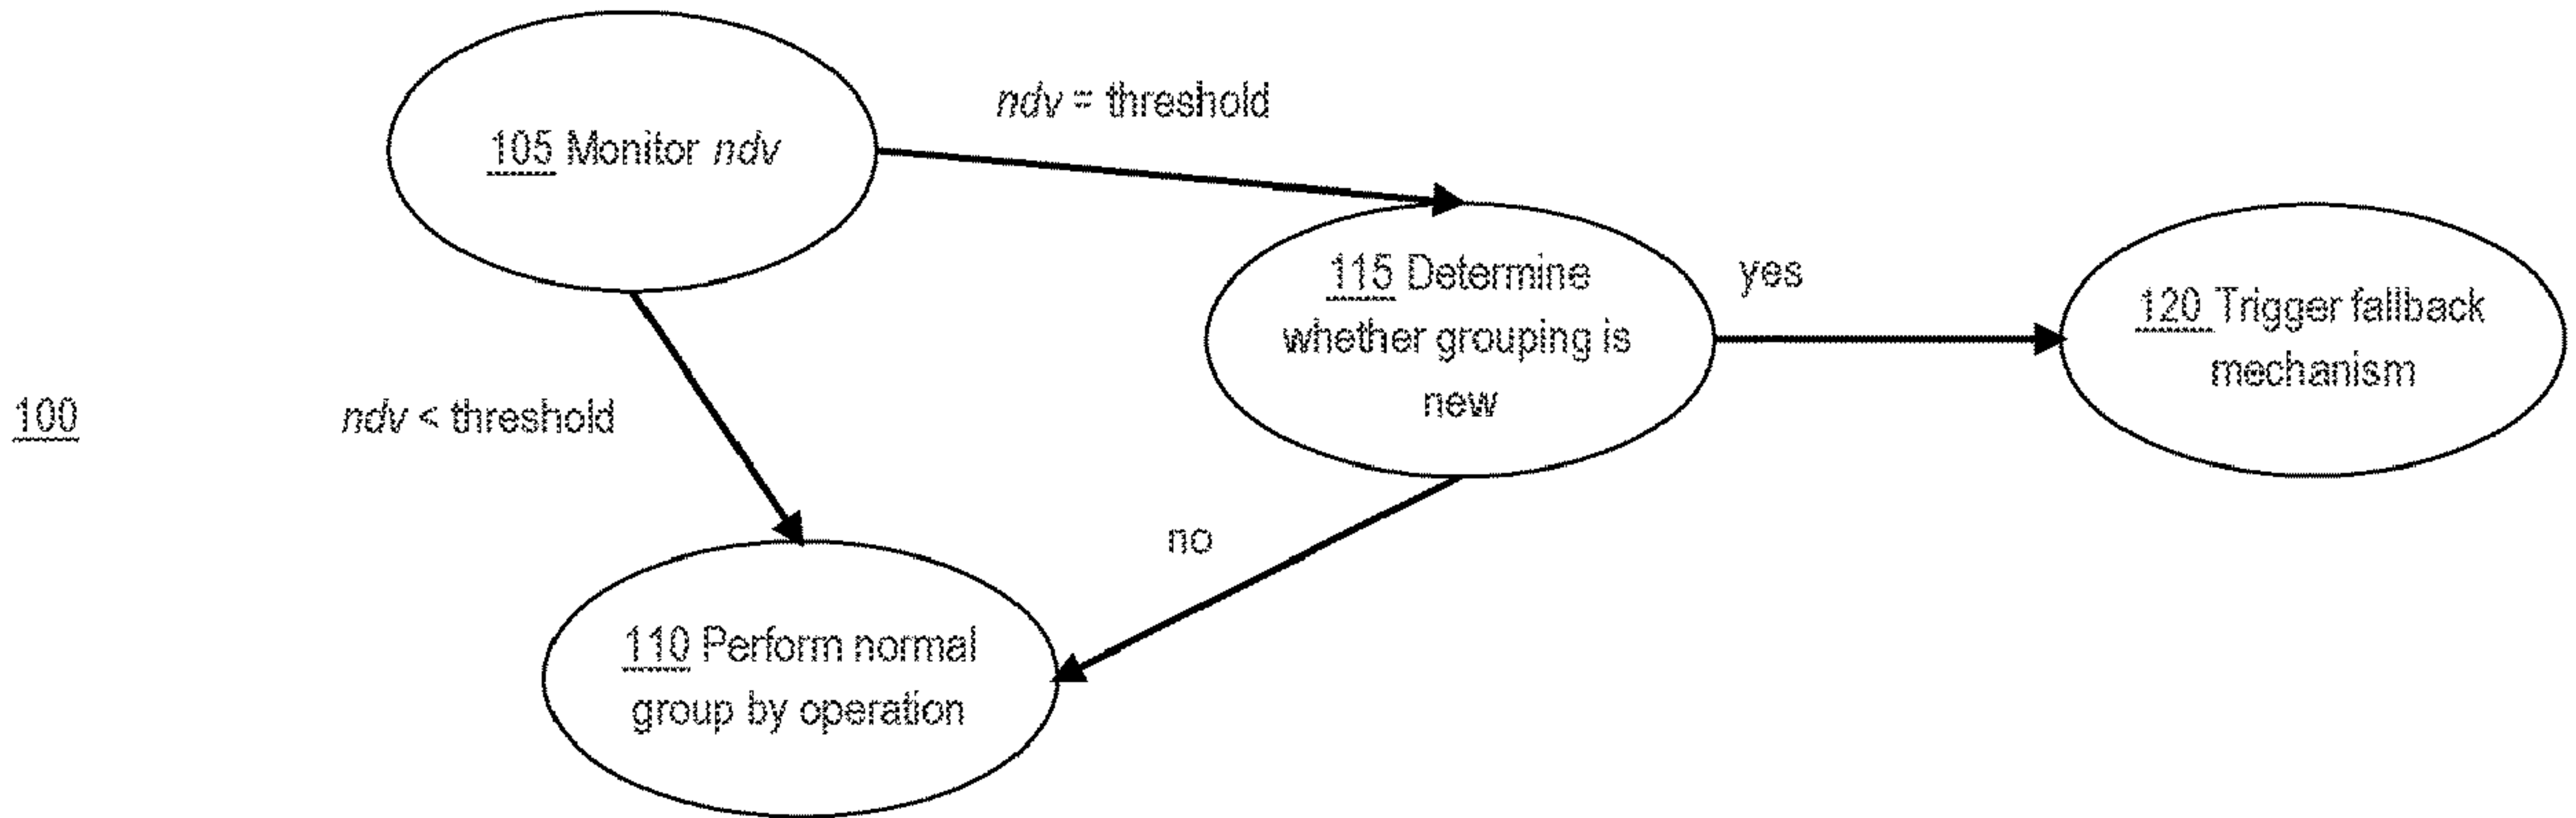 105 Monitor ndv
ndv = threshold
115 Determine
whether grouping is
new
yes
120 Trigger fallback
mechanism
100
ndv < threshold
no
110 Perform normal
group by operation